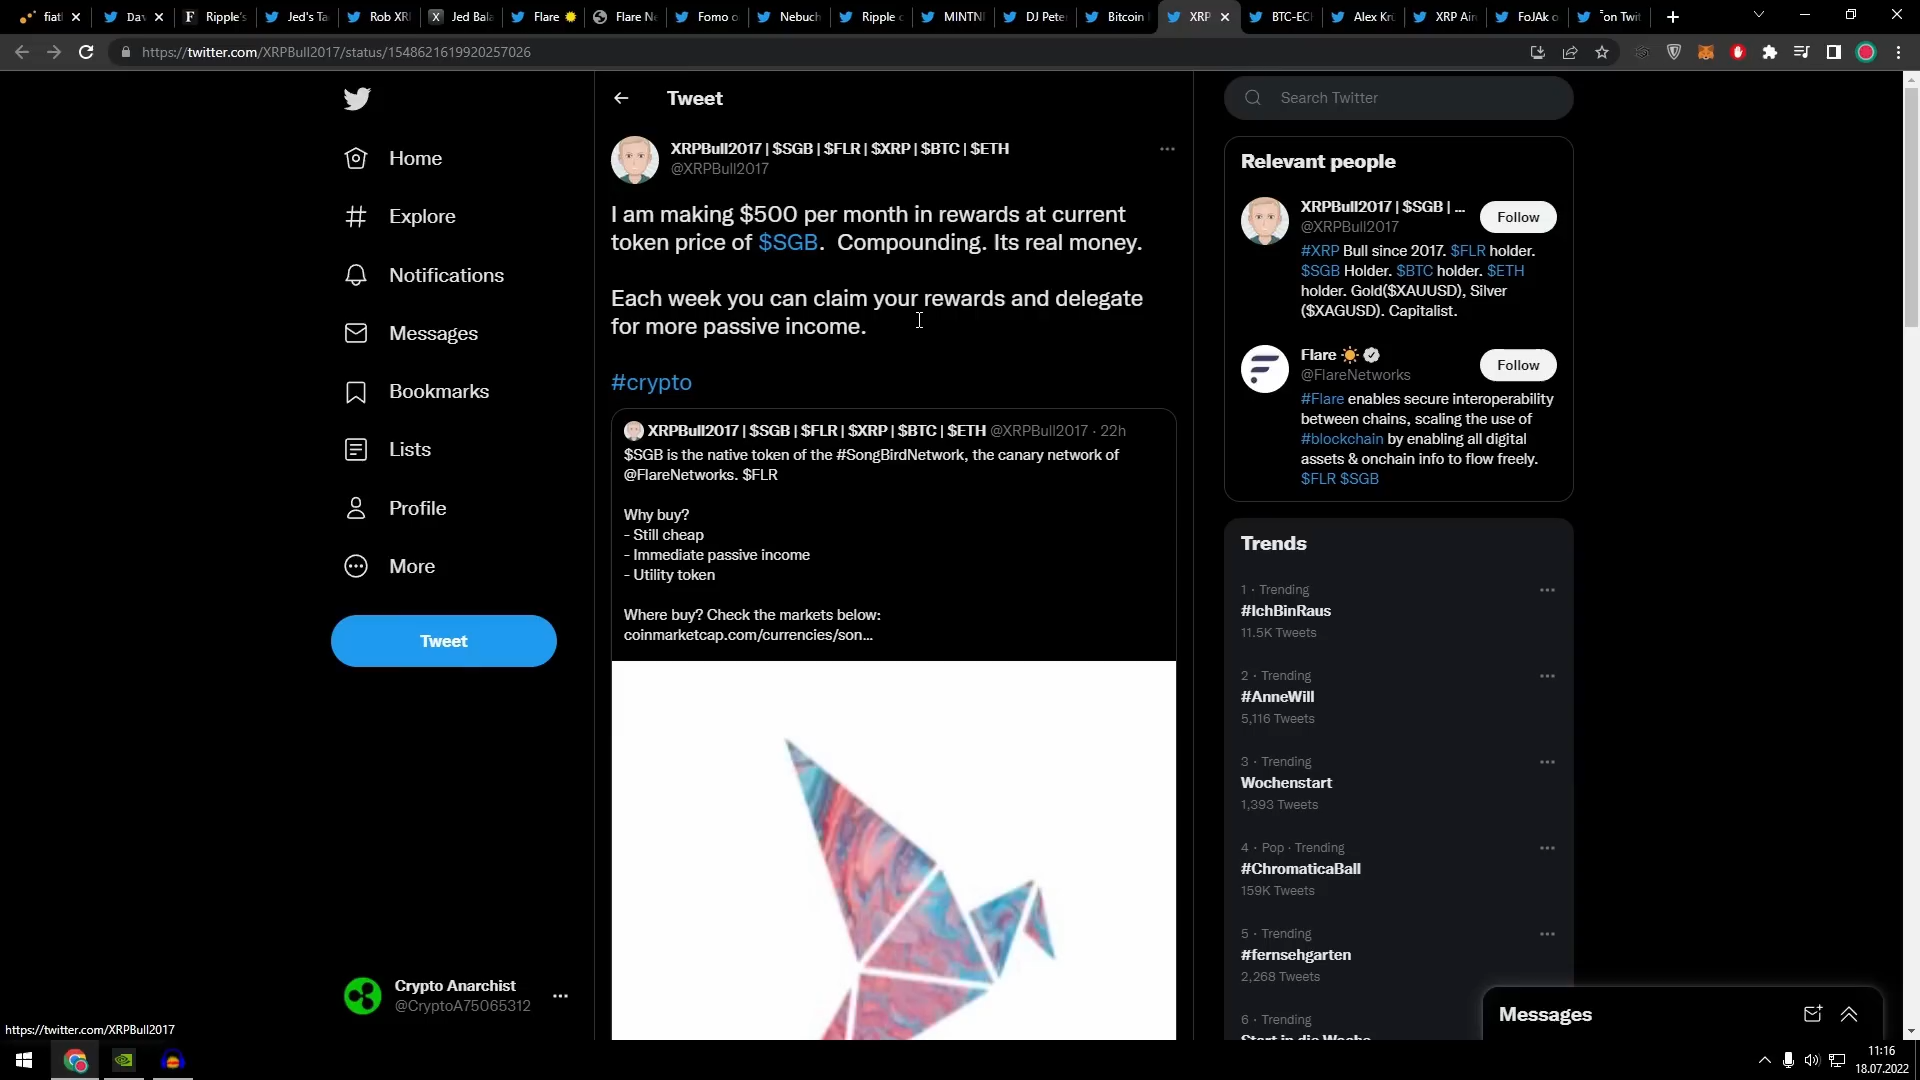 fiatl
Dav
Ripple's
Jed's Ta
Rob XRI
Jed Bala
Flare
Flare Ne
Fomo o
Nebuch
Ripple c
MINTNI
DJ Pete
Bitcoin
XRP
BTC-ECI
Alex Krü
XRP Air
FoJAk o
on Twit
https://twitter.com/XRPBull2017/status/1548621619920257026
Home
Explore
Notifications
Messages
Bookmarks
Lists
Profile
More
Tweet
Crypto Anarchist
@CryptoA75065312
https://twitter.com/XRPBull2017
Tweet
XRPBull2017 | $SGB | $FLR | $XRP | $BTC | $ETH
@XRPBull2017
I am making $500 per month in rewards at current
token price of $SGB.  Compounding. Its real money.
Each week you can claim your rewards and delegate
for more passive income.
#crypto
XRPBull2017 | $SGB | $FLR | $XRP | $BTC | $ETH @XRPBull2017 · 22h
$SGB is the native token of the #SongBirdNetwork, the canary network of
@FlareNetworks. $FLR
Why buy?
- Still cheap
- Immediate passive income
- Utility token
Where buy? Check the markets below:
coinmarketcap.com/currencies/son...
Search Twitter
Relevant people
XRPBull2017 | $SGB | ...
@XRPBull2017
Follow
#XRP Bull since 2017. $FLR holder.
$SGB Holder. $BTC holder. $ETH
holder. Gold($XAUUSD), Silver
($XAGUSD). Capitalist.
Flare
@FlareNetworks
Follow
#Flare enables secure interoperability
between chains, scaling the use of
#blockchain by enabling all digital
assets & onchain info to flow freely.
$FLR $SGB
Trends
1 · Trending
#IchBinRaus
11.5K Tweets
2 · Trending
#AnneWill
5,116 Tweets
3 · Trending
Wochenstart
1,393 Tweets
4 · Pop · Trending
#ChromaticaBall
159K Tweets
5 · Trending
#fernsehgarten
2,268 Tweets
6 · Trending
Start in die Woche
Messages
11:16
18.07.2022